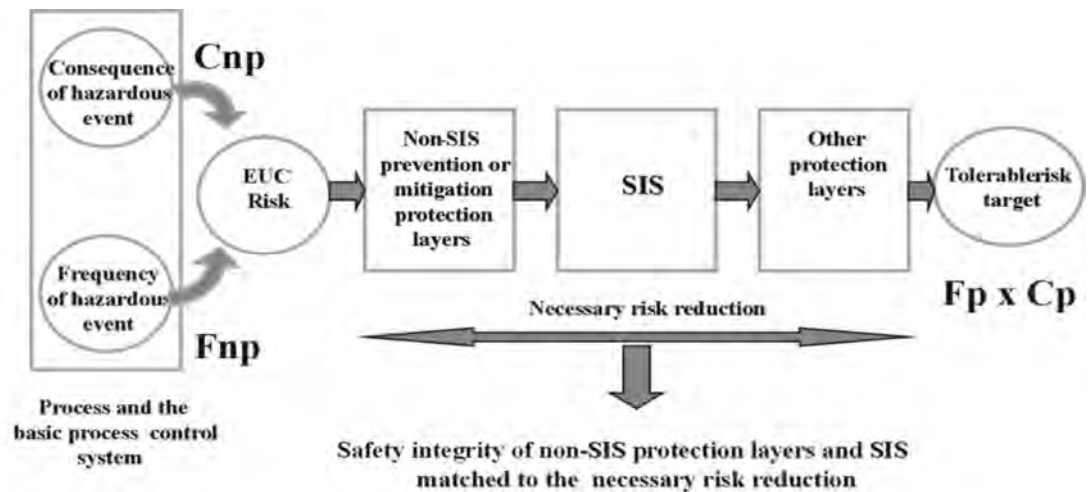 Consequence
of hazardous
event
Cnp
Frequency
of hazardous
event
Fnp
Process and the
basic process control
system
EUC
Risk
Non-SIS
prevention or
mitigation
protection
layers
SIS
Other
protection
layers
Tolerablerisk
target
Fp x Cp
Necessary risk reduction
Safety integrity of non-SIS protection layers and SIS
matched to the necessary risk reduction